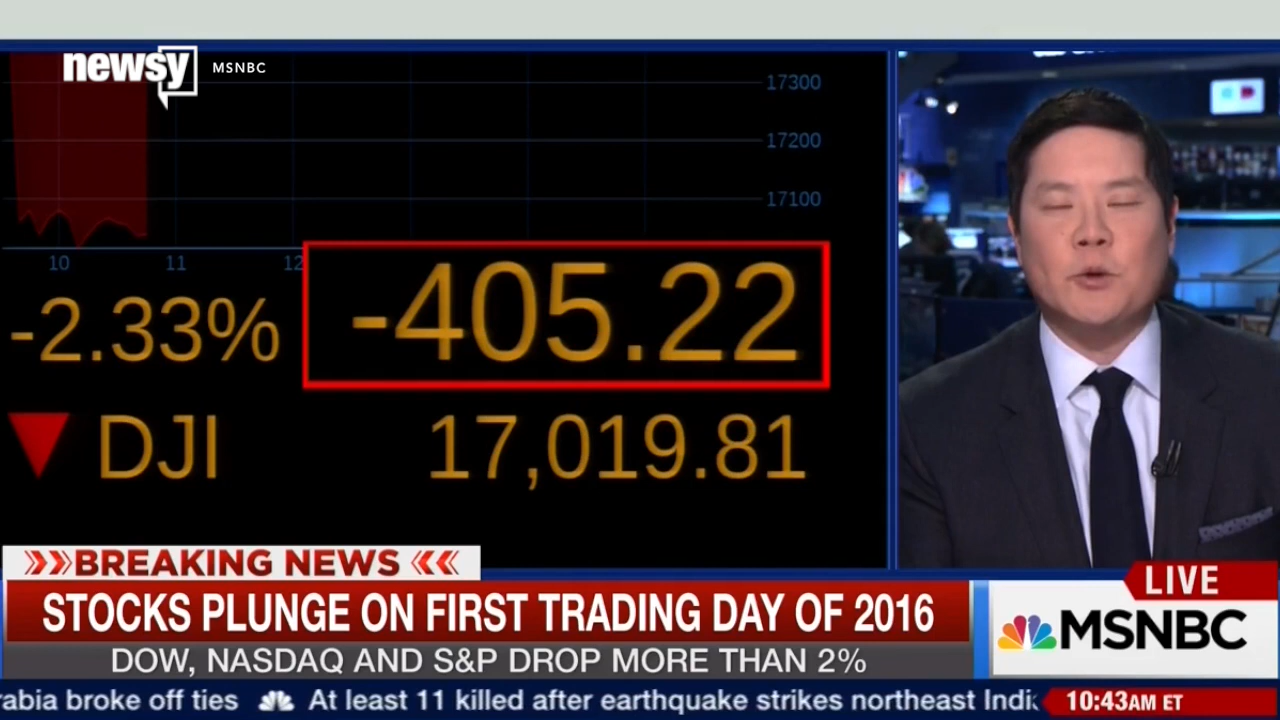 newsy
MSNBC
17300
17200
17100
10 11 12
-2.33%
-405.22
DJI 17,019.81
BREAKING NEWS
LIVE
STOCKS PLUNGE ON FIRST TRADING DAY OF 2016
MSNBC
DOW, NASDAQ AND S&P DROP MORE THAN 2%
rabia broke off ties At least 11 killed after earthquake strikes northeast Indi
10:43AM ET